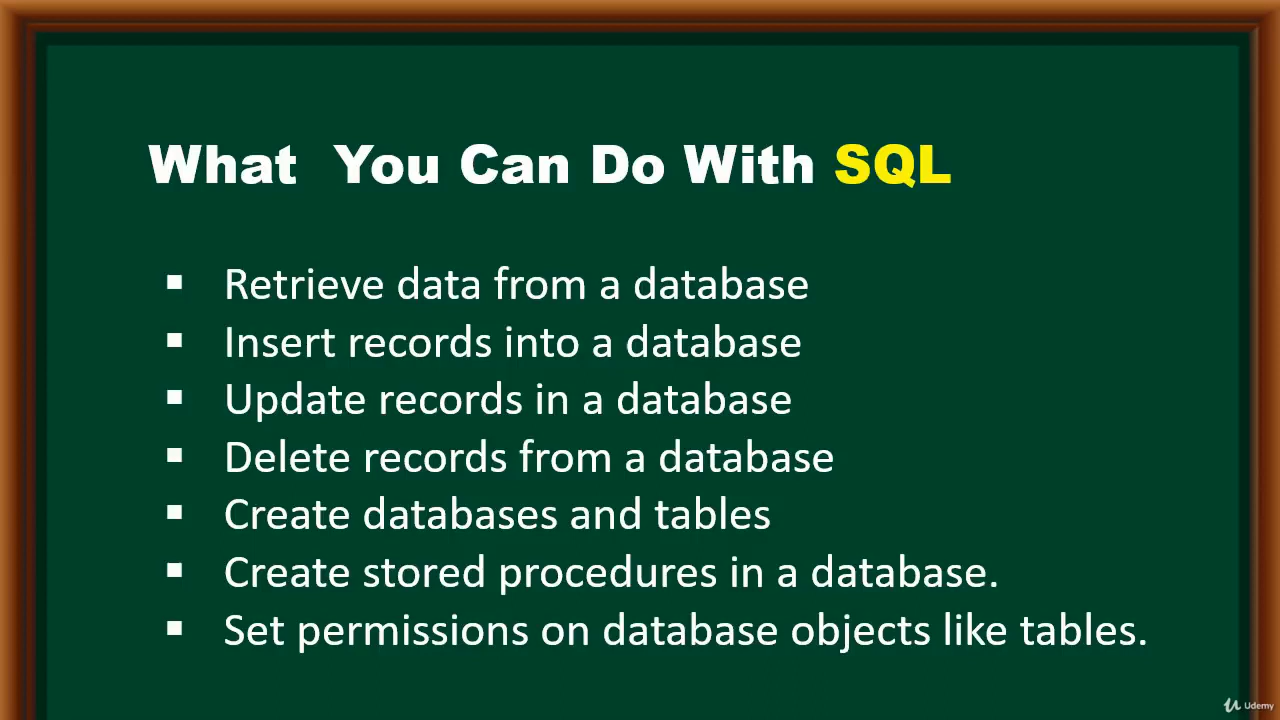 What You Can Do With SQL
▪ Retrieve data from a database
▪ Insert records into a database
▪ Update records in a database
▪ Delete records from a database
▪ Create databases and tables
▪ Create stored procedures in a database.
▪ Set permissions on database objects like tables.
Udemy